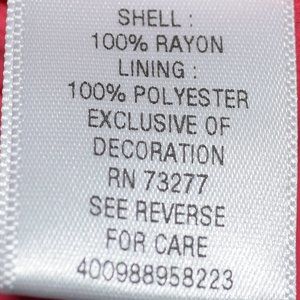 SHELL :
100% RAYON
LINING :
100% POLYESTER
EXCLUSIVE OF
DECORATION
RN 73277
SEE REVERSE
FOR CARE
400988958223